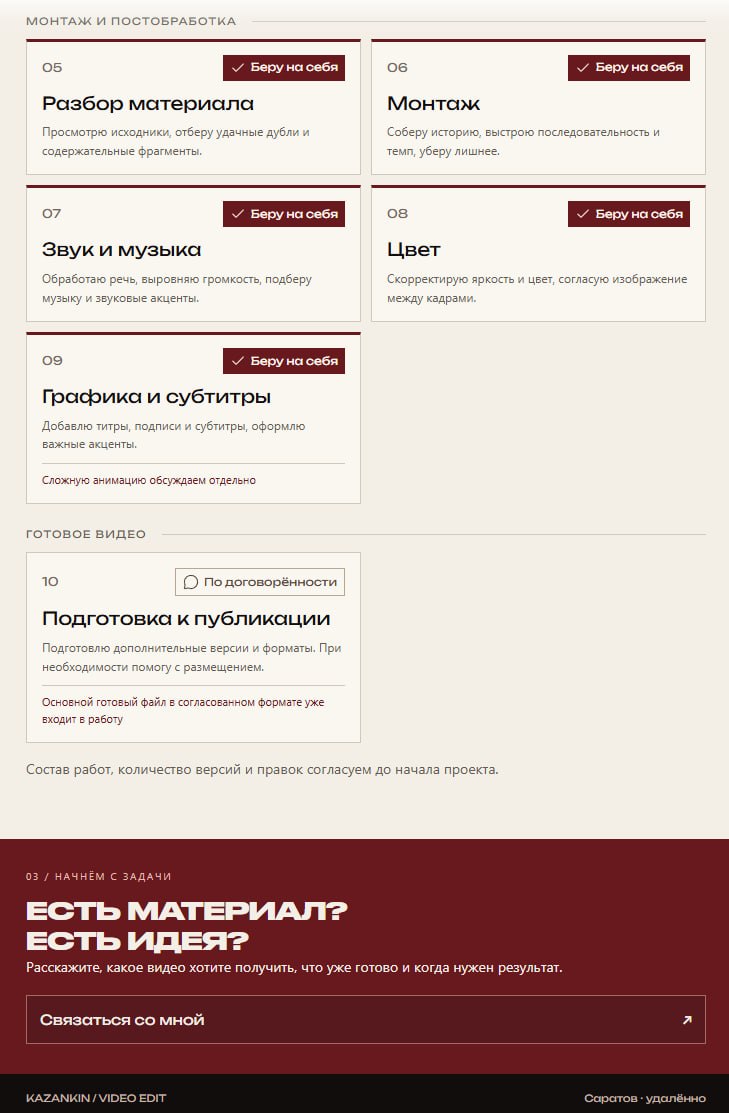 МОНТАЖ И ПОСТОБРАБОТКА
05
Беру на себя
Разбор материала
Просмотрю исходники, отберу удачные дубли и
содержательные фрагменты.
06
Беру на себя
Монтаж
Соберу историю, выстрою последовательность и
темп, уберу лишнее.
07
Беру на себя
Звук и музыка
Обработаю речь, выровняю громкость, подберу
музыку и звуковые акценты.
08
Беру на себя
Цвет
Скорректирую яркость и цвет, согласую изображение
между кадрами.
09
Беру на себя
Графика и субтитры
Добавлю титры, подписи и субтитры, оформлю
важные акценты.
Сложную анимацию обсуждаем отдельно
ГОТОВОЕ ВИДЕО
10
По договорённости
Подготовка к публикации
Подготовлю дополнительные версии и форматы. При
необходимости помогу с размещением.
Основной готовый файл в согласованном формате уже
входит в работу
Состав работ, количество версий и правок согласуем до начала проекта.
03 / НАЧНЁМ С ЗАДАЧИ
ЕСТЬ МАТЕРИАЛ?
ЕСТЬ ИДЕЯ?
Расскажите, какое видео хотите получить, что уже готово и когда нужен результат.
Связаться со мной
KAZANKIN / VIDEO EDIT
Саратов · удалённо